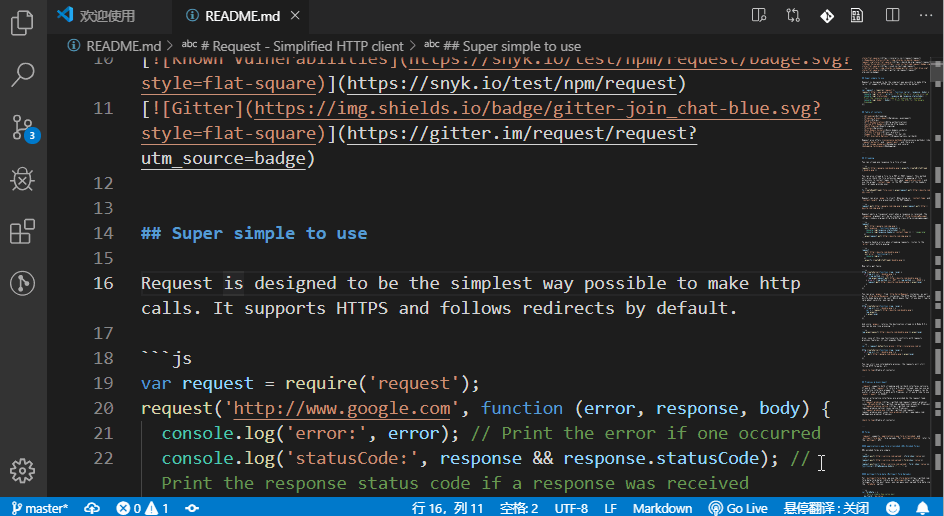 欢迎使用
README.md
README.md > # Request - Simplified HTTP client > ## Super simple to use
10 [![Known Vulnerabilities](https://snyk.io/test/npm/request/badge.svg?
style=flat-square)](https://snyk.io/test/npm/request)
11 [![Gitter](https://img.shields.io/badge/gitter-join_chat-blue.svg?
style=flat-square)](https://gitter.im/request/request?
utm_source=badge)
12
13
14 ## Super simple to use
15
16 Request is designed to be the simplest way possible to make http
calls. It supports HTTPS and follows redirects by default.
17
18 ```js
19 var request = require('request');
20 request('http://www.google.com', function (error, response, body) {
21 console.log('error:', error); // Print the error if one occurred
22 console.log('statusCode:', response && response.statusCode); //
Print the response status code if a response was received
3
master* 0 1 行 16，列 11 空格: 2 UTF-8 LF Markdown Go Live 悬停翻译 : 关闭